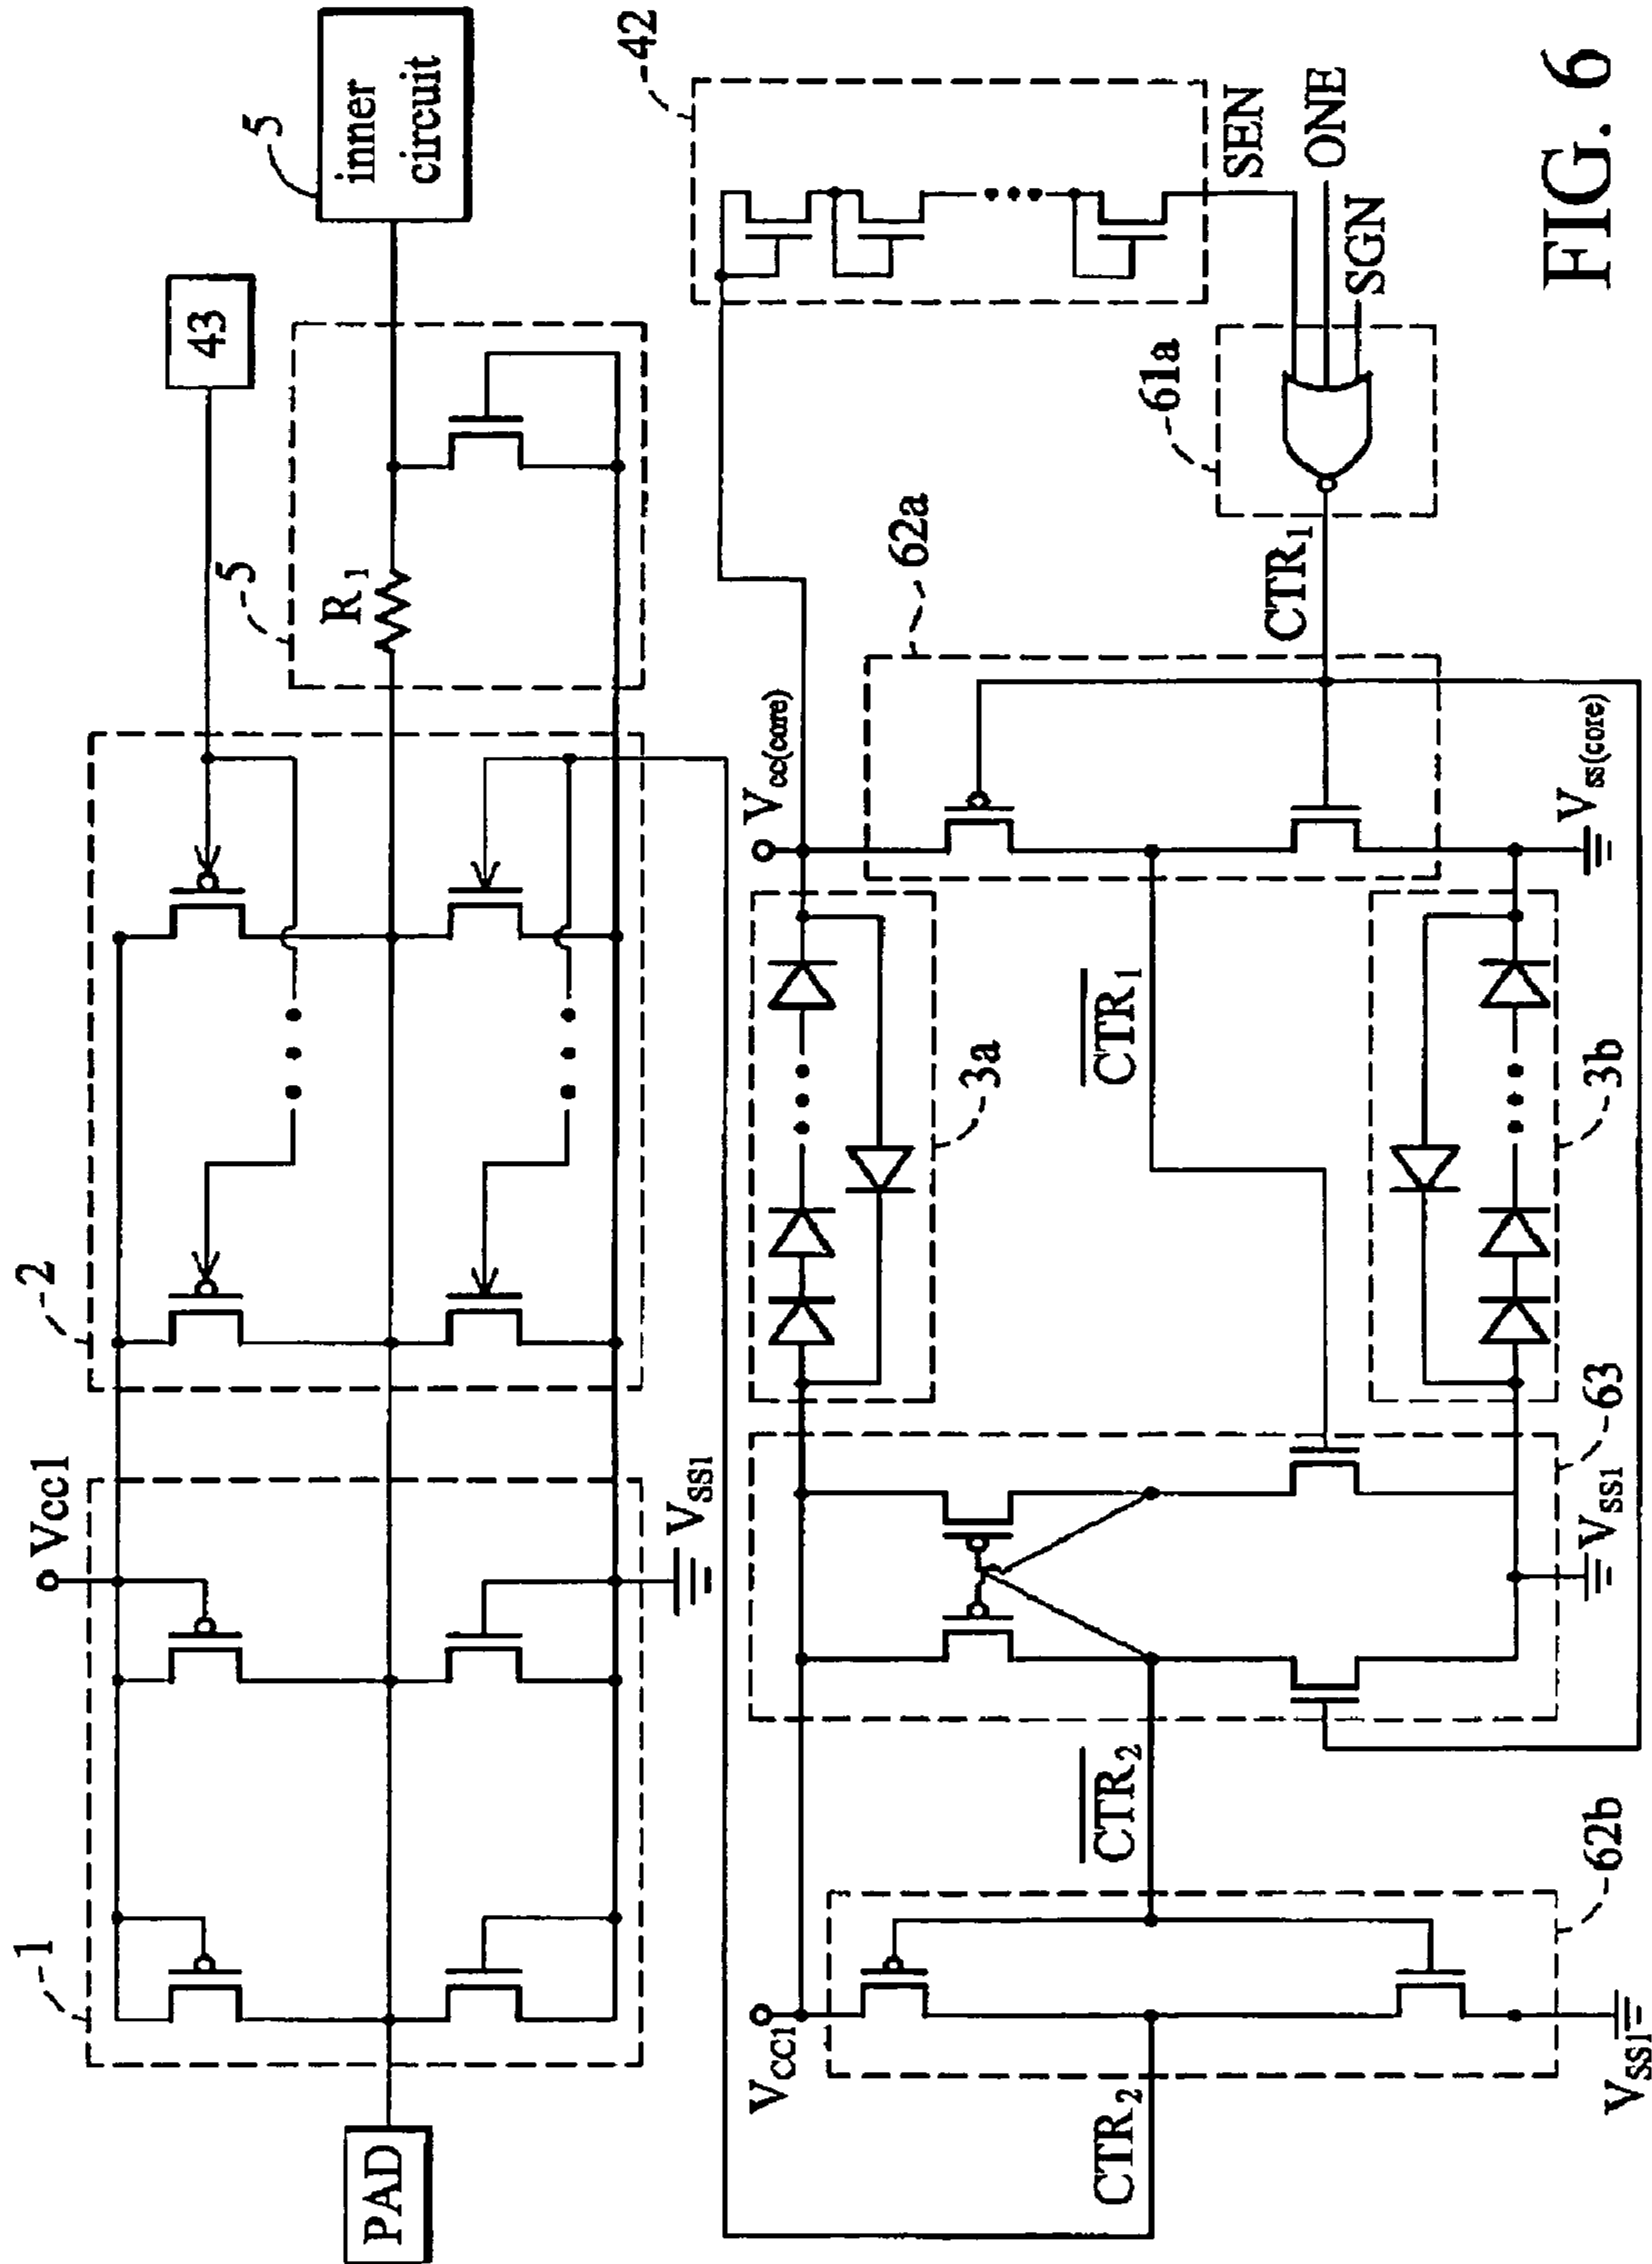 PAD
1
Vcc1
VSS1
2
43
5
R1
5
inner
circuit
VCC1
CTR2
VSS1
62b
CTR2
63
VSS1
3a
3b
CTR1
Vcc(core)
Vss(core)
62a
CTR1
61a
42
SEN
ONE
SGN
FIG. 6